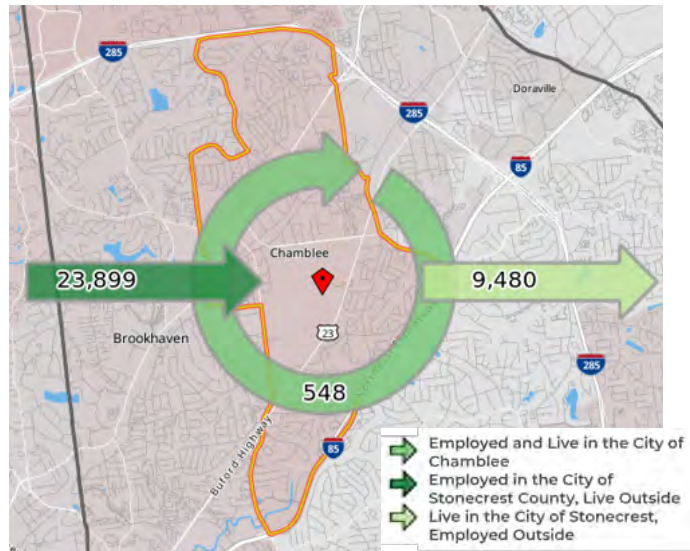 285
Doraville
285
85
Chamblee
23,899
9,480
23
Brookhaven
285
548
Buford Highway
85
Employed and Live in the City of
Chamblee
Employed in the City of
Stonecrest County, Live Outside
Live in the City of Stonecrest,
Employed Outside